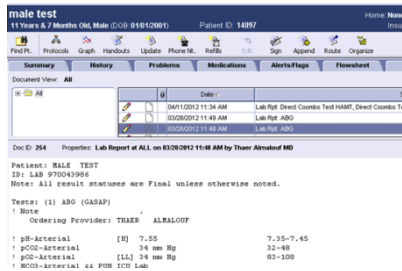 male test
Home: None
11 Years & 7 Months Old, Male (DOB: 01/01/2001) Patient ID: 14097 Insu
Find Pt. Protocols Graph Handouts Update Phone Nt. Refills Edit Sign Append Route Organize
Summary History Problems Medications Alerts/Flags Flowsheet
Document View: All
All
Date
04/11/2012 11:34 AM Lab Rpt: Direct Coombs Test HAMT, Direct Coombs T
03/28/2012 11:49 AM Lab Rpt: ABG
03/28/2012 11:48 AM Lab Rpt: ABG
Doc ID: 254 Properties: Lab Report at ALL on 03/28/2012 11:48 AM by Thaer Almalouf MD
Patient: MALE TEST
ID: LAB 970043986
Note: All result statuses are Final unless otherwise noted.
Tests: (1) ABG (GASAP)
! Note .
Ordering Provider: THAER ALMALOUF
! pH-Arterial [H] 7.55 7.35-7.45
! pCO2-Arterial 34 mm Hg 32-48
! pO2-Arterial [LL] 34 mm Hg 83-108
! HCO3-Arterial 44 PUH ICU Lab